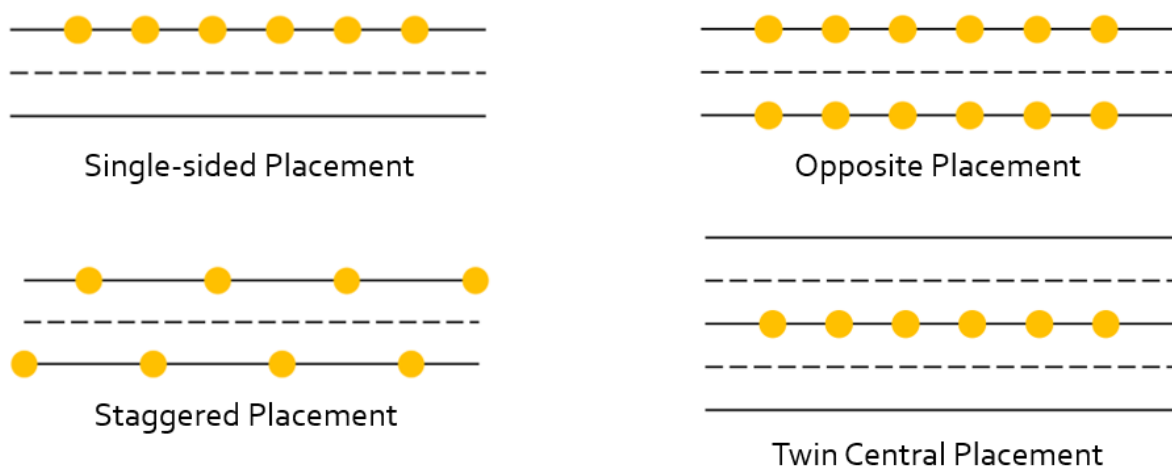 Single-sided Placement
Opposite Placement
Staggered Placement
Twin Central Placement